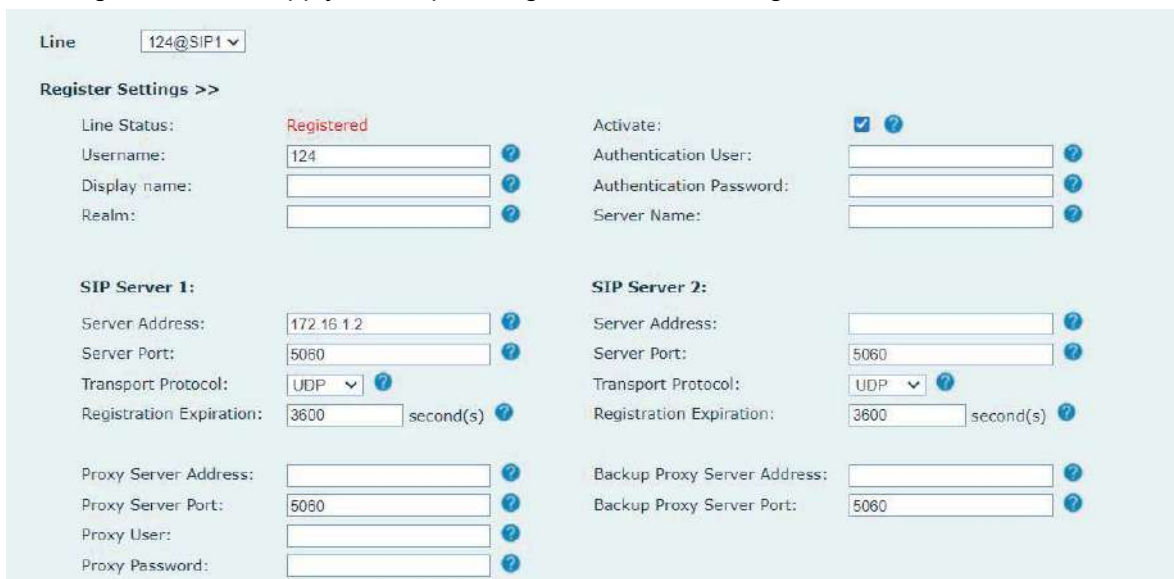 Line 124@SIP1
Register Settings >>
Line Status: Registered Activate:
Username: 124 Authentication User:
Display name: Authentication Password:
Realm: Server Name:
SIP Server 1: SIP Server 2:
Server Address: 172.16.1.2 Server Address:
Server Port: 5060 Server Port: 5060
Transport Protocol: UDP Transport Protocol: UDP
Registration Expiration: 3600 second(s) Registration Expiration: 3600 second(s)
Proxy Server Address: Backup Proxy Server Address:
Proxy Server Port: 5060 Backup Proxy Server Port: 5060
Proxy User:
Proxy Password: